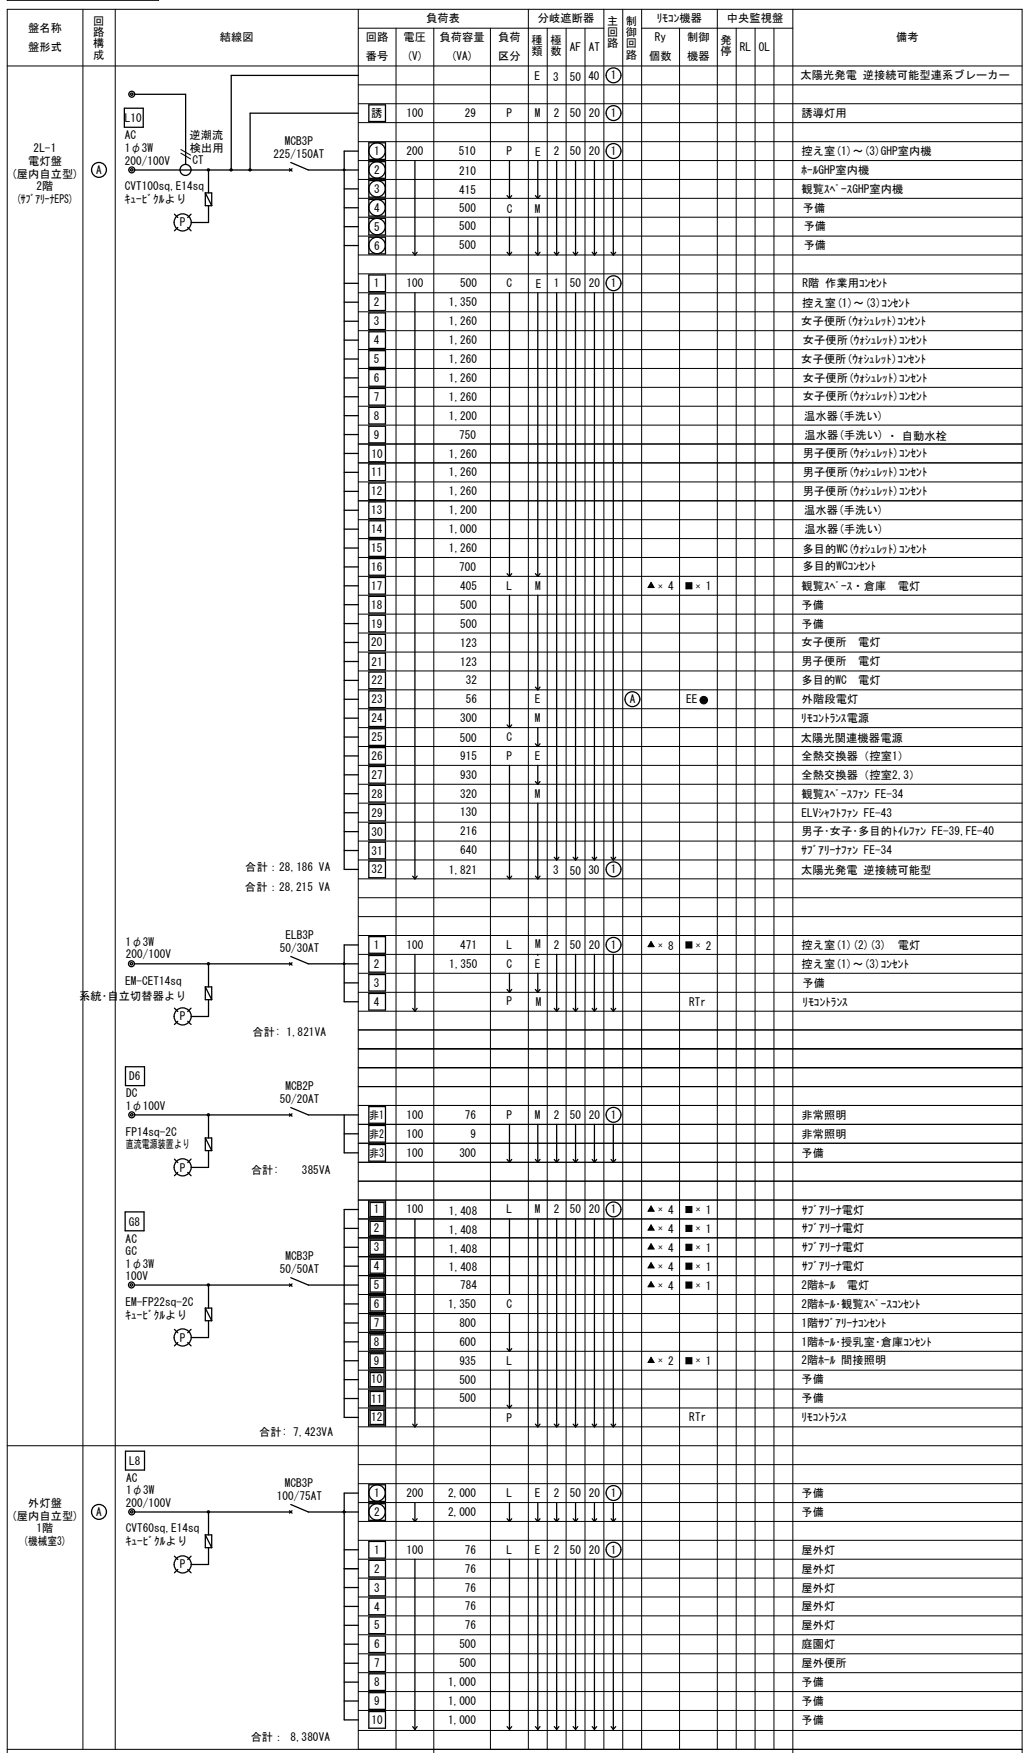 盤名称
盤形式
回路構成
結線図
負荷表
分岐遮断器
主回路
制御回路
ﾘﾓｺﾝ機器
中央監視盤
備考
回路番号 電圧(V) 負荷容量(VA) 負荷区分 種類 極数 AF AT Ry個数 制御機器 発停 RL OL
2L-1
電灯盤
(屋内自立型)
2階
(ｻﾌﾞｱﾘｰﾅEPS)
A
L10
AC
1φ3W
200/100V
逆潮流
検出用
CT
MCB3P
225/150AT
CVT100sq,E14sq
ｷｭｰﾋﾞｸﾙより
P
E 3 50 40 ① 太陽光発電 逆接続可能型連系ブレーカー
誘 100 29 P M 2 50 20 ① 誘導灯用
① 200 510 P E 2 50 20 ① 控え室(1)～(3)GHP室内機
② 210 ﾎｰﾙGHP室内機
③ 415 観覧ｽﾍﾟｰｽGHP室内機
④ 500 C M 予備
⑤ 500 予備
⑥ 500 予備
1 100 500 C E 1 50 20 ① R階 作業用ｺﾝｾﾝﾄ
2 1,350 控え室(1)～(3)ｺﾝｾﾝﾄ
3 1,260 女子便所(ｳｫｼｭﾚｯﾄ)ｺﾝｾﾝﾄ
4 1,260 女子便所(ｳｫｼｭﾚｯﾄ)ｺﾝｾﾝﾄ
5 1,260 女子便所(ｳｫｼｭﾚｯﾄ)ｺﾝｾﾝﾄ
6 1,260 女子便所(ｳｫｼｭﾚｯﾄ)ｺﾝｾﾝﾄ
7 1,260 女子便所(ｳｫｼｭﾚｯﾄ)ｺﾝｾﾝﾄ
8 1,200 温水器(手洗い)
9 750 温水器(手洗い)・自動水栓
10 1,260 男子便所(ｳｫｼｭﾚｯﾄ)ｺﾝｾﾝﾄ
11 1,260 男子便所(ｳｫｼｭﾚｯﾄ)ｺﾝｾﾝﾄ
12 1,260 男子便所(ｳｫｼｭﾚｯﾄ)ｺﾝｾﾝﾄ
13 1,200 温水器(手洗い)
14 1,000 温水器(手洗い)
15 1,260 多目的WC(ｳｫｼｭﾚｯﾄ)ｺﾝｾﾝﾄ
16 700 多目的WCｺﾝｾﾝﾄ
17 405 L M ▲×4 ■×1 観覧ｽﾍﾟｰｽ・倉庫 電灯
18 500 予備
19 500 予備
20 123 女子便所 電灯
21 123 男子便所 電灯
22 32 多目的WC 電灯
23 56 E A EE● 外階段電灯
24 300 M ﾘﾓｺﾝﾄﾗﾝｽ電源
25 500 C 太陽光関連機器電源
26 915 P E 全熱交換器 (控室1)
27 930 全熱交換器 (控室2,3)
28 320 M 観覧ｽﾍﾟｰｽﾌｧﾝ FE-34
29 130 ELVｼｬﾌﾄﾌｧﾝ FE-43
30 216 男子･女子･多目的ﾄｲﾚﾌｧﾝ FE-39,FE-40
31 640 ｻﾌﾞｱﾘｰﾅﾌｧﾝ FE-34
合計：28,186 VA
32 1,821 3 50 30 ① 太陽光発電 逆接続可能型
合計：28,215 VA
1φ3W
200/100V
ELB3P
50/30AT
EM-CET14sq
系統･自立切替器より
P
1 100 471 L M 2 50 20 ① ▲×8 ■×2 控え室(1)(2)(3) 電灯
2 1,350 C E 控え室(1)～(3)ｺﾝｾﾝﾄ
3 予備
4 P M RTr ﾘﾓｺﾝﾄﾗﾝｽ
合計：1,821VA
D6
DC
1φ100V
MCB2P
50/20AT
FP14sq-2C
直流電源装置より
P
非1 100 76 P M 2 50 20 ① 非常照明
非2 100 9 非常照明
非3 100 300 予備
合計： 385VA
G8
AC
GC
1φ3W
100V
MCB3P
50/50AT
EM-FP22sq-2C
ｷｭｰﾋﾞｸﾙより
P
1 100 1,408 L M 2 50 20 ① ▲×4 ■×1 ｻﾌﾞｱﾘｰﾅ電灯
2 1,408 ▲×4 ■×1 ｻﾌﾞｱﾘｰﾅ電灯
3 1,408 ▲×4 ■×1 ｻﾌﾞｱﾘｰﾅ電灯
4 1,408 ▲×4 ■×1 ｻﾌﾞｱﾘｰﾅ電灯
5 784 ▲×4 ■×1 2階ﾎｰﾙ 電灯
6 1,350 C 2階ﾎｰﾙ･観覧ｽﾍﾟｰｽｺﾝｾﾝﾄ
7 800 1階ｻﾌﾞｱﾘｰﾅｺﾝｾﾝﾄ
8 600 1階ﾎｰﾙ･授乳室･倉庫ｺﾝｾﾝﾄ
9 935 L ▲×2 ■×1 2階ﾎｰﾙ 間接照明
10 500 予備
11 500 予備
12 P RTr ﾘﾓｺﾝﾄﾗﾝｽ
合計：7,423VA
外灯盤
(屋内自立型)
1階
(機械室3)
A
L8
AC
1φ3W
200/100V
MCB3P
100/75AT
CVT60sq,E14sq
ｷｭｰﾋﾞｸﾙより
P
① 200 2,000 L E 2 50 20 ① 予備
② 2,000 予備
1 100 76 L E 2 50 20 ① 屋外灯
2 76 屋外灯
3 76 屋外灯
4 76 屋外灯
5 76 屋外灯
6 500 庭園灯
7 500 屋外便所
8 1,000 予備
9 1,000 予備
10 1,000 予備
合計： 8,380VA